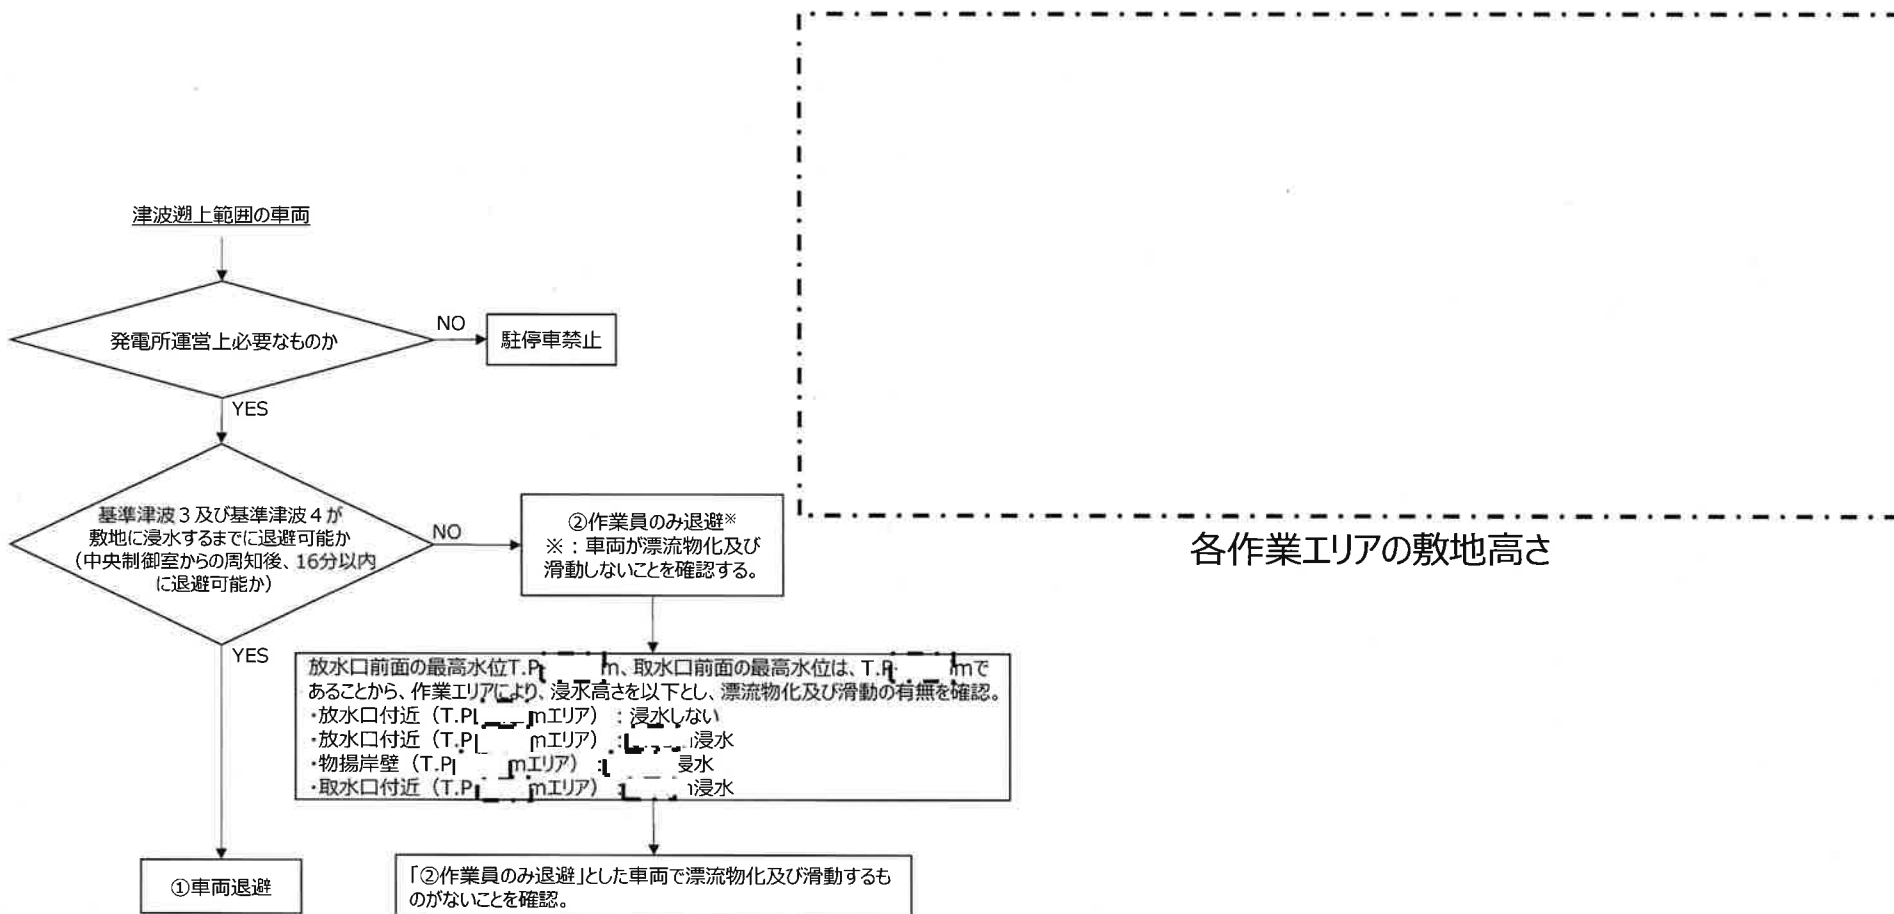 津波遡上範囲の車両
発電所運営上必要なものか
NO
駐停車禁止
YES
基準津波3及び基準津波4が
敷地に浸水するまでに退避可能か
(中央制御室からの周知後、16分以内
に退避可能か)
NO
②作業員のみ退避※
※:車両が漂流物化及び
滑動しないことを確認する。
YES
放水口前面の最高水位T.P m、取水口前面の最高水位は、T.P. mで
あることから、作業エリアにより、浸水高さを以下とし、漂流物化及び滑動の有無を確認。
・放水口付近(T.P mエリア):浸水しない
・放水口付近(T.P mエリア): 浸水
・物揚岸壁(T.P mエリア): 浸水
・取水口付近(T.P mエリア): 浸水
①車両退避
「②作業員のみ退避」とした車両で漂流物化及び滑動するも
のがないことを確認。
各作業エリアの敷地高さ